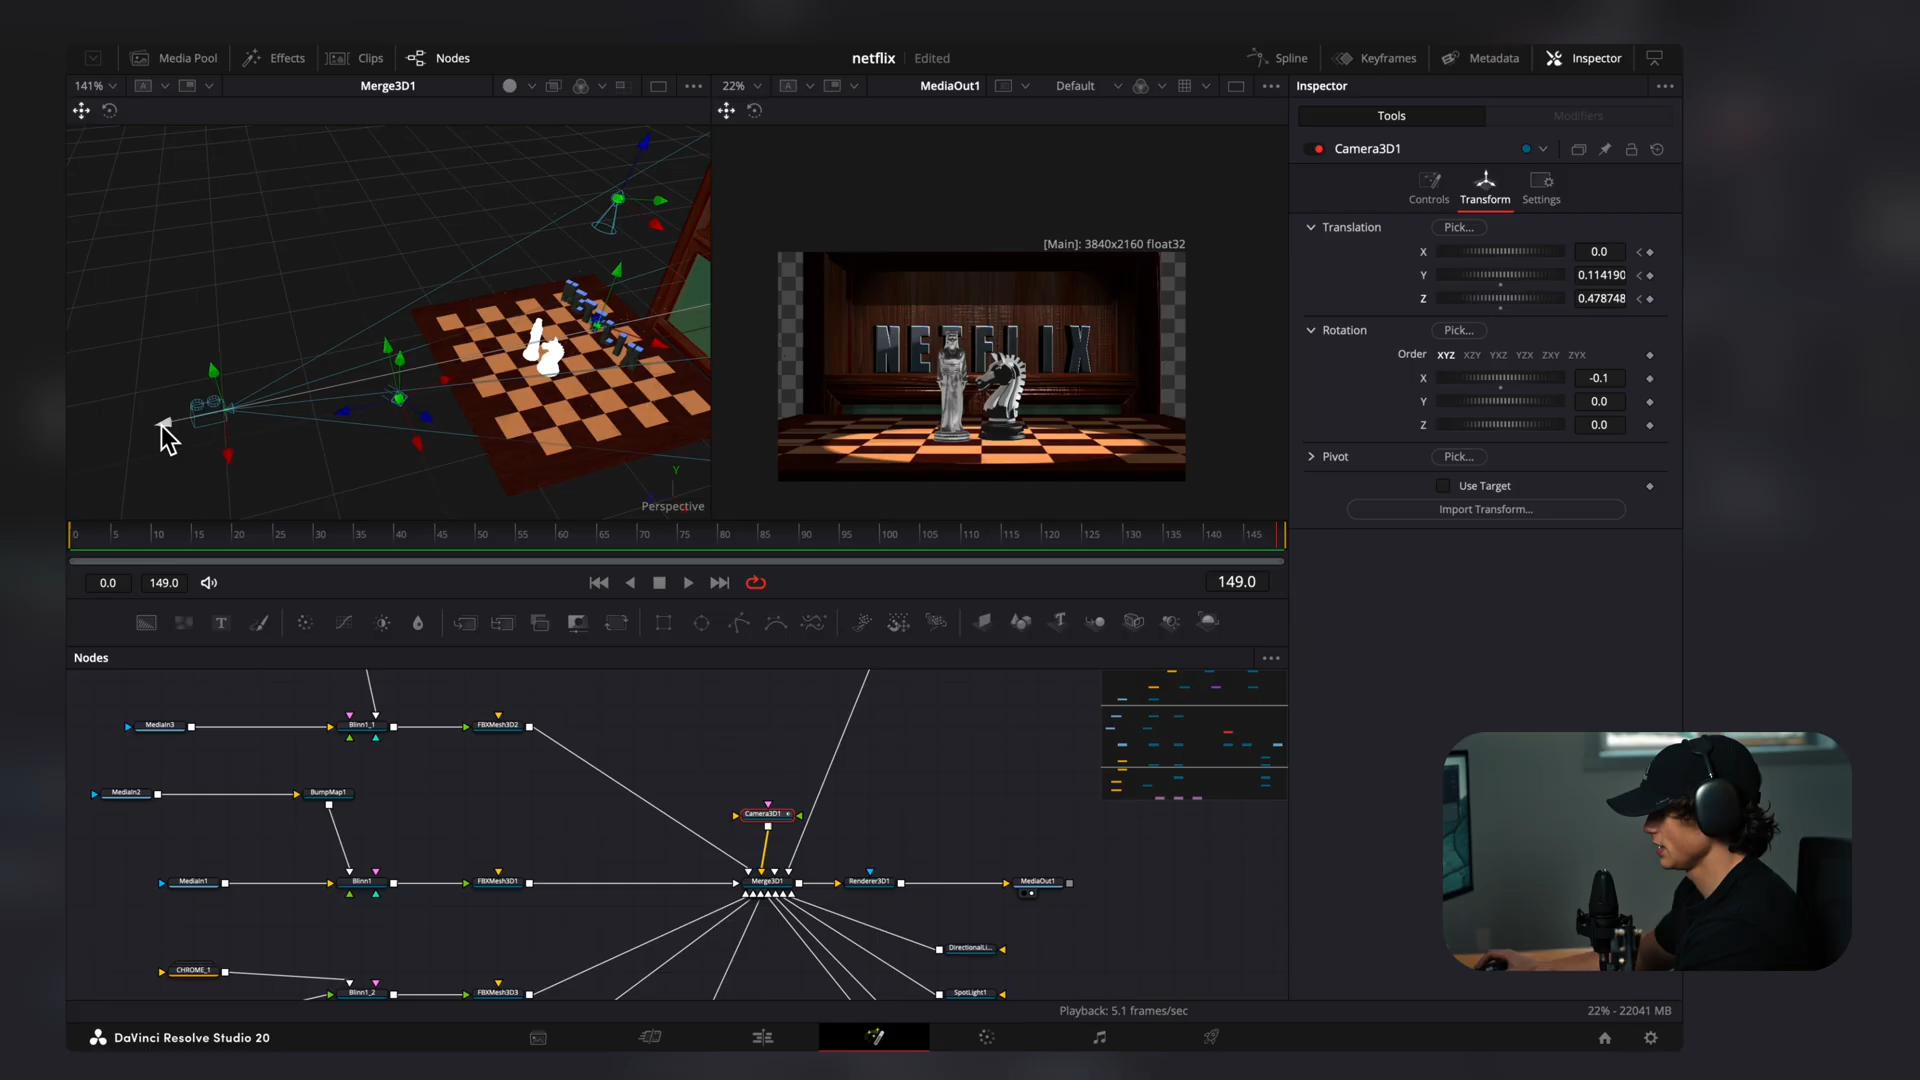 Media Pool
Effects
Clips
Nodes
netflix
Edited
Spline
Keyframes
Metadata
Inspector
141%
Merge3D1
22%
MediaOut1
Default
Inspector
Tools
Modifiers
Camera3D1
Controls
Transform
Settings
Translation
Pick...
X
0.0
Y
0.114190
Z
0.478748
Rotation
Pick...
Order XYZ XZY YXZ YZX ZXY ZYX
X
-0.1
Y
0.0
Z
0.0
Pivot
Pick...
Use Target
Import Transform...
[Main]: 3840x2160 float32
NETFLIX
Y
Perspective
0 5 10 15 20 25 30 35 40 45 50 55 60 65 70 75 80 85 90 95 100 105 110 115 120 125 130 135 140 145
0.0
149.0
149.0
Nodes
MediaIn3
Blinn1_1
FBXMesh3D2
MediaIn2
BumpMap1
Camera3D1
MediaIn1
Blinn1
FBXMesh3D1
Merge3D1
Renderer3D1
MediaOut1
DirectionalLi...
CHROME_1
Blinn1_2
FBXMesh3D3
SpotLight1
Playback: 5.1 frames/sec
22% - 22041 MB
DaVinci Resolve Studio 20